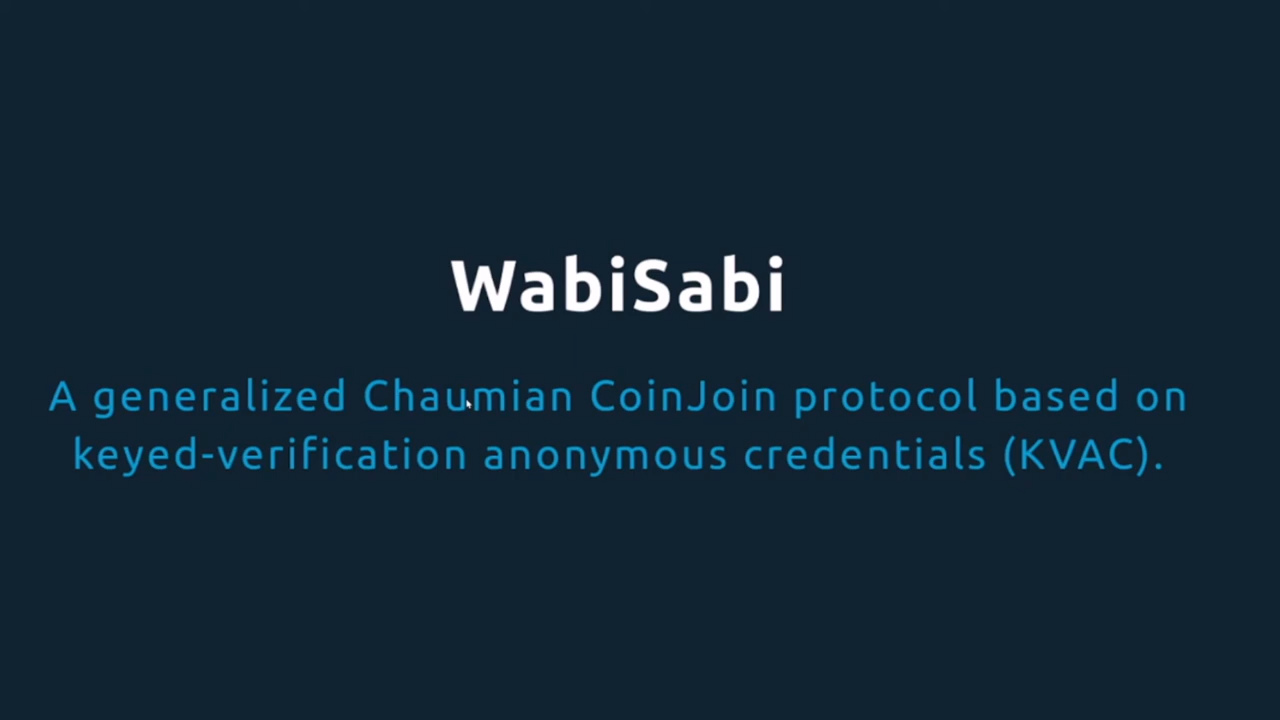 WabiSabi
A generalized Chaumian CoinJoin protocol based on
keyed-verification anonymous credentials (KVAC).